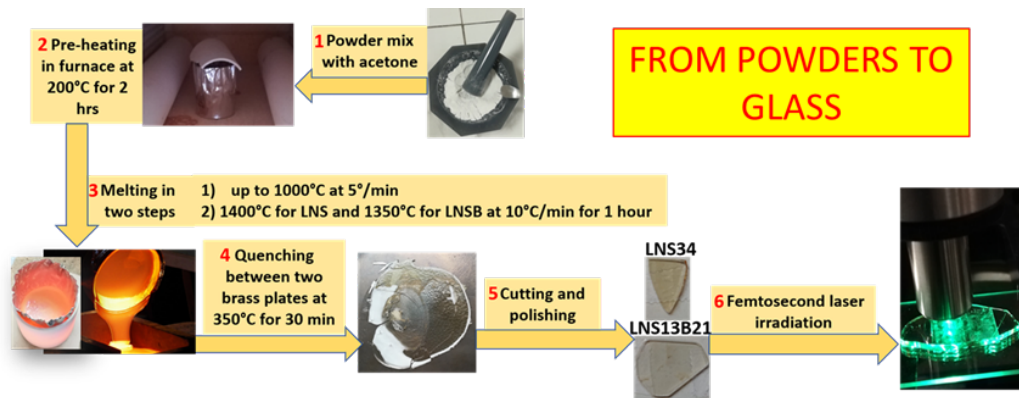 FROM POWDERS TO
GLASS
1 Powder mix
with acetone
2 Pre-heating
in furnace at
200°C for 2
hrs
3 Melting in
two steps
1) up to 1000°C at 5°/min
2) 1400°C for LNS and 1350°C for LNSB at 10°C/min for 1 hour
4 Quenching
between two
brass plates at
350°C for 30 min
5 Cutting and
polishing
LNS34
LNS13B21
6 Femtosecond laser
irradiation